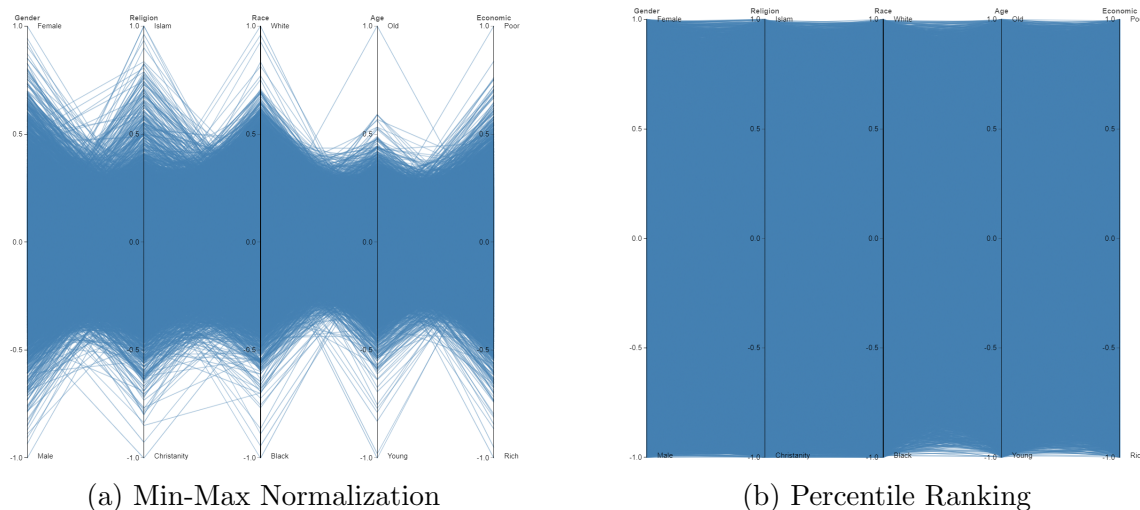 Gender Religion Race Age Economic
1.0 Female 1.0 Islam 1.0 White 1.0 Old 1.0 Poor
0.5 0.5 0.5 0.5 0.5
0.0 0.0 0.0 0.0 0.0
-0.5 -0.5 -0.5 -0.5 -0.5
-1.0 Male -1.0 Christanity -1.0 Black -1.0 Young -1.0 Rich
(a) Min-Max Normalization
Gender Religion Race Age Economic
1.0 Female 1.0 Islam 1.0 White 1.0 Old 1.0 Po
0.5 0.5 0.5 0.5 0.5
0.0 0.0 0.0 0.0 0.0
-0.5 -0.5 -0.5 -0.5 -0.5
-1.0 Male -1.0 Christanity -1.0 Black -1.0 Young -1.0 Ric
(b) Percentile Ranking